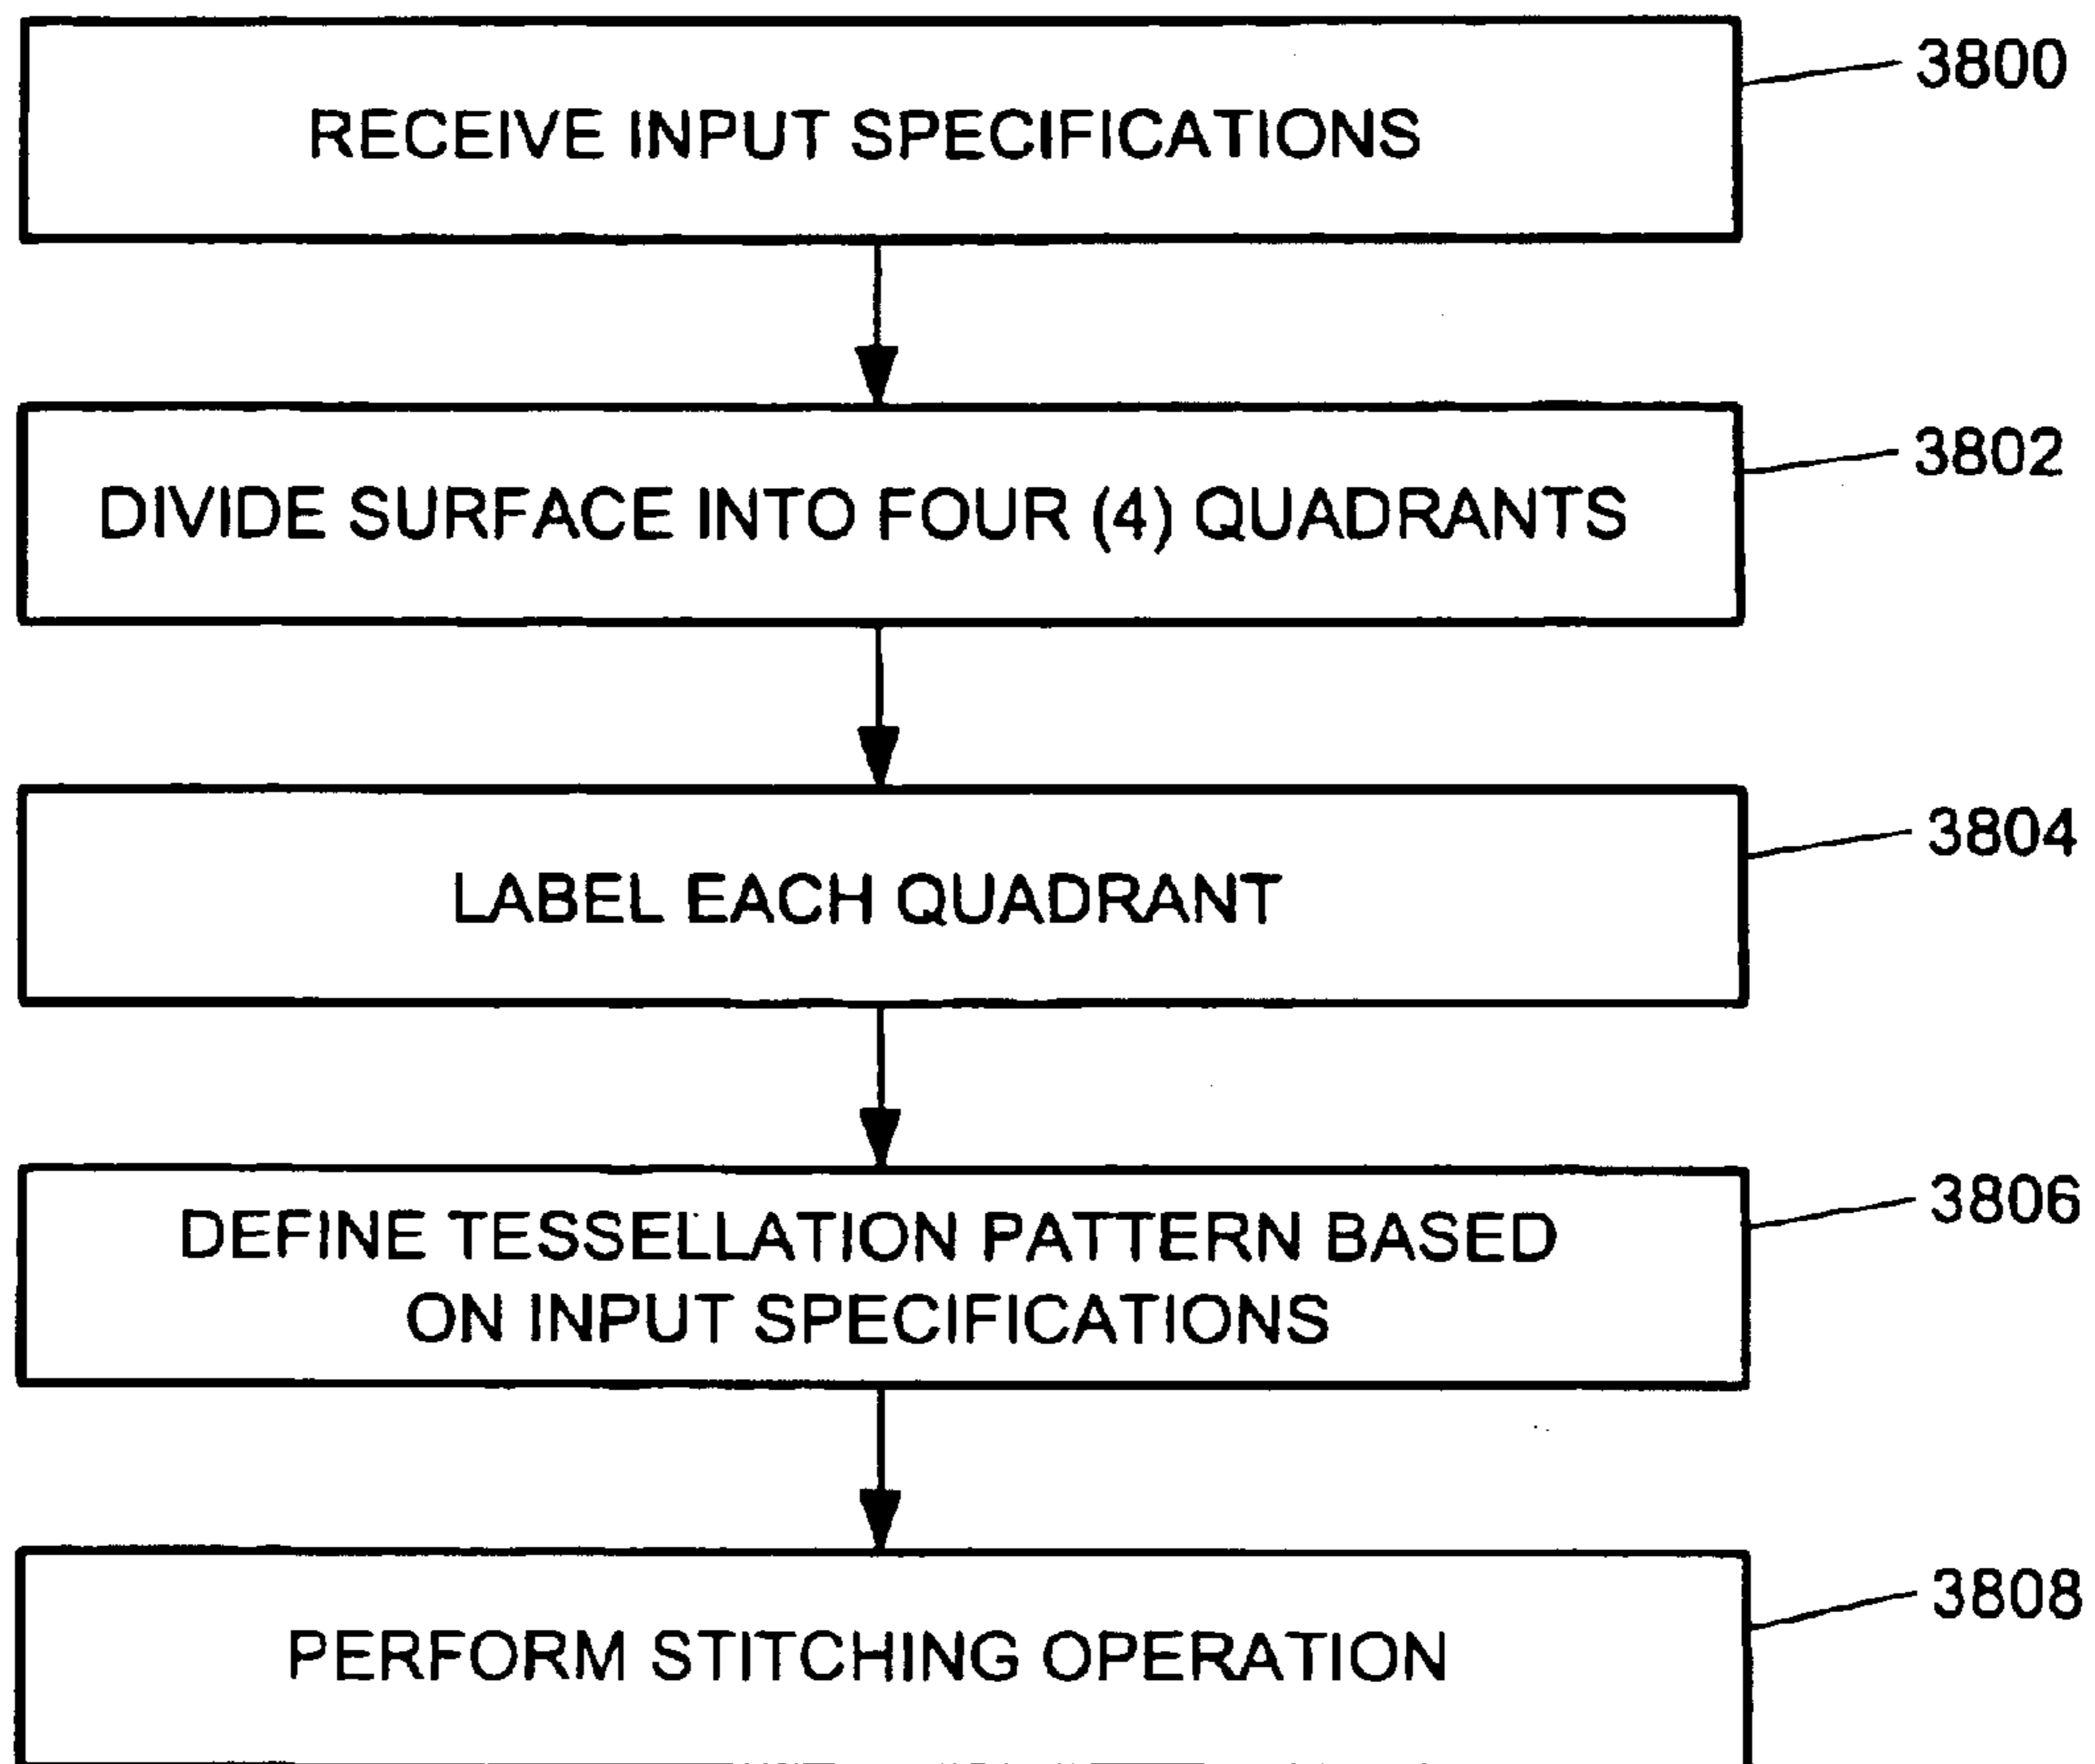 RECEIVE INPUT SPECIFICATIONS
3800
DIVIDE SURFACE INTO FOUR (4) QUADRANTS
3802
LABEL EACH QUADRANT
3804
DEFINE TESSELLATION PATTERN BASED
ON INPUT SPECIFICATIONS
3806
PERFORM STITCHING OPERATION
3808